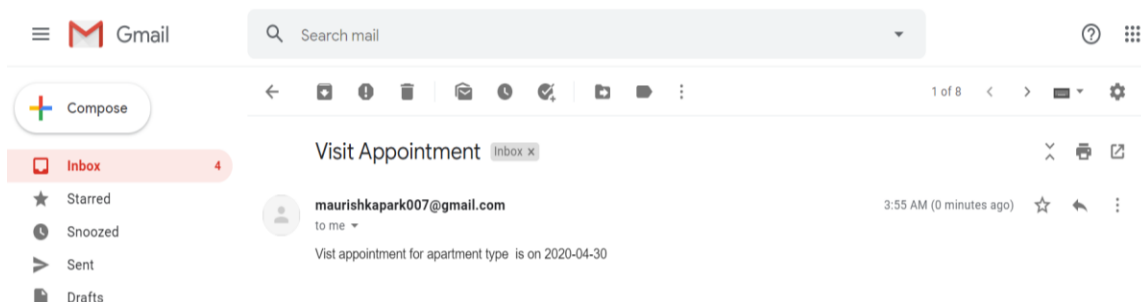 Gmail
Search mail
Compose
1 of 8
Visit Appointment Inbox x
Inbox 4
Starred
maurishkapark007@gmail.com 3:55 AM (0 minutes ago)
to me
Snoozed
Vist appointment for apartment type is on 2020-04-30
Sent
Drafts